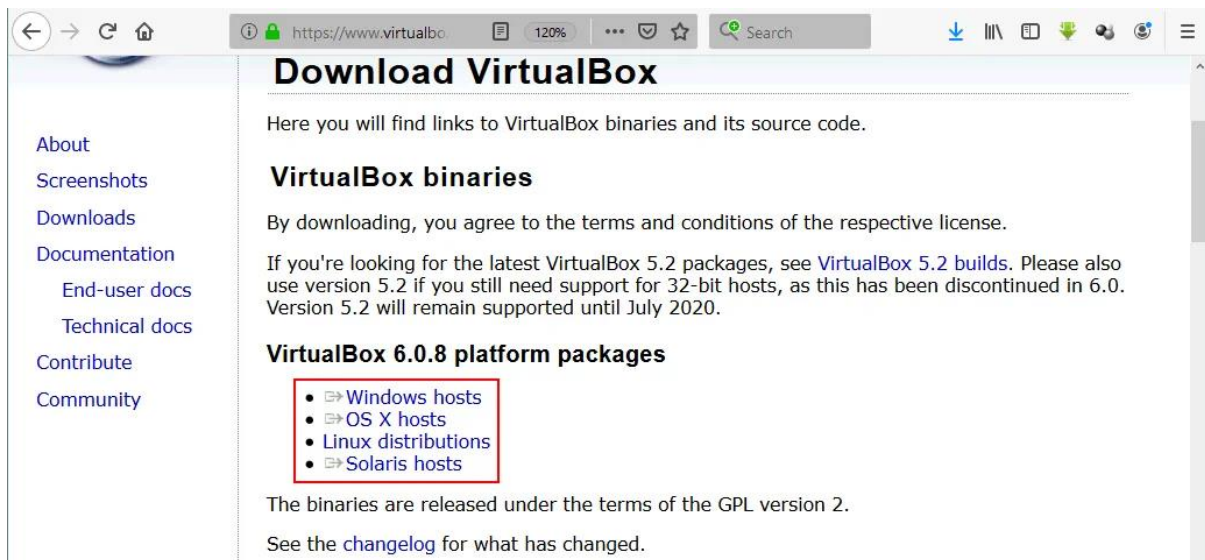 https://www.virtualbo
120%
Search
Download VirtualBox
Here you will find links to VirtualBox binaries and its source code.
About
Screenshots
Downloads
Documentation
End-user docs
Technical docs
Contribute
Community
VirtualBox binaries
By downloading, you agree to the terms and conditions of the respective license.
If you're looking for the latest VirtualBox 5.2 packages, see VirtualBox 5.2 builds. Please also
use version 5.2 if you still need support for 32-bit hosts, as this has been discontinued in 6.0.
Version 5.2 will remain supported until July 2020.
VirtualBox 6.0.8 platform packages
Windows hosts
OS X hosts
Linux distributions
Solaris hosts
The binaries are released under the terms of the GPL version 2.
See the changelog for what has changed.